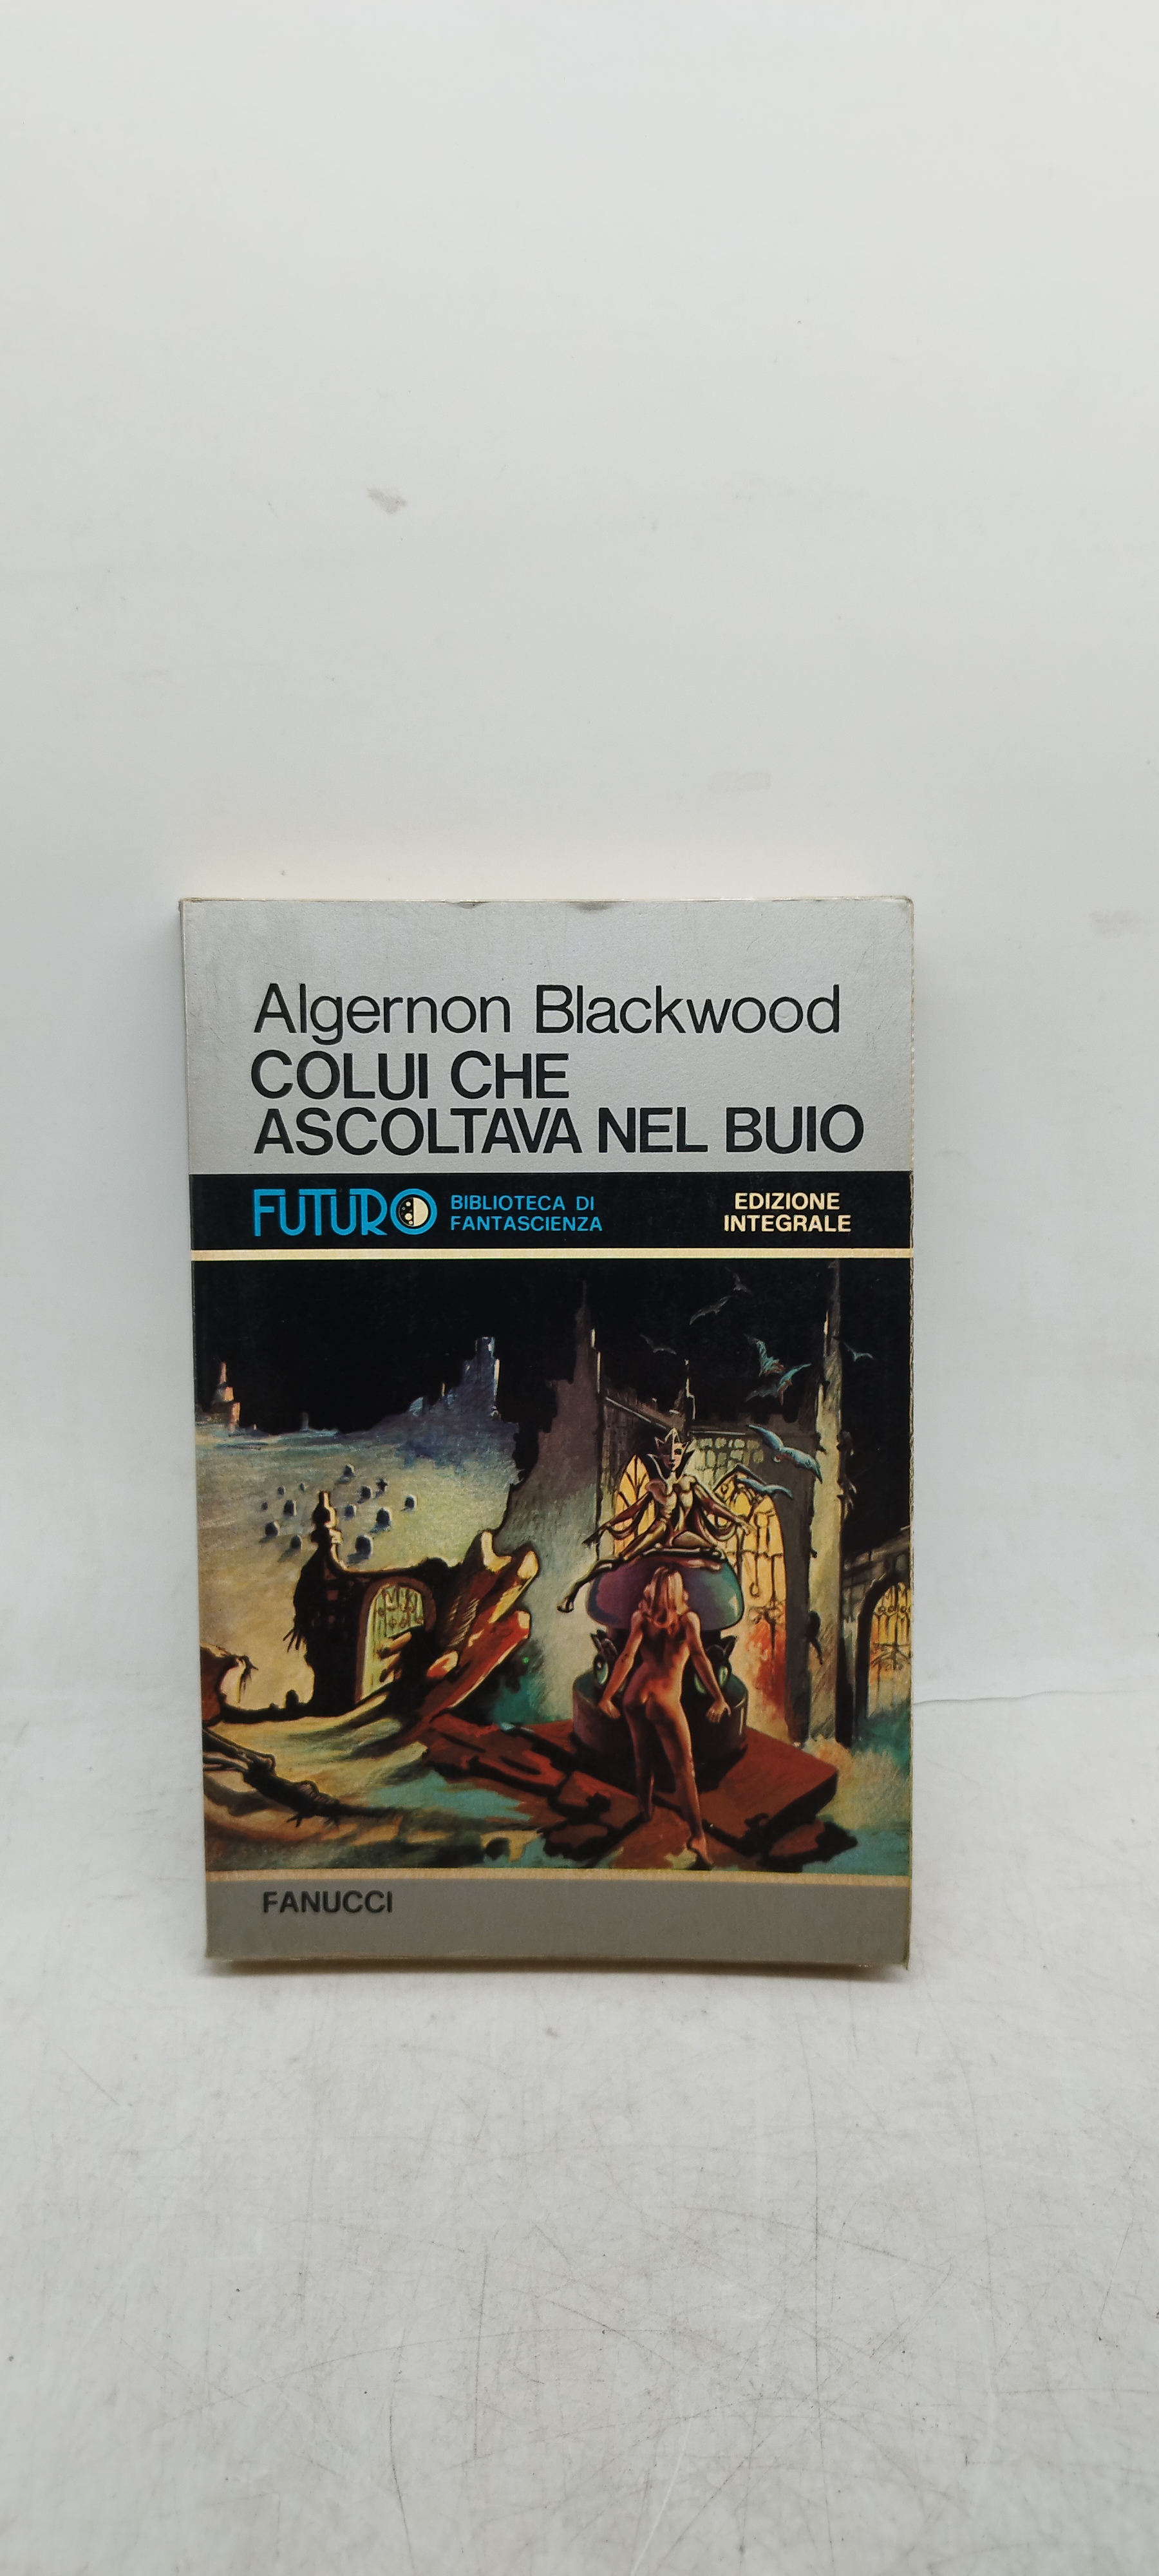 Algernon Blackwood
COLUI CHE
ASCOLTAVA NEL BUIO
FUTURO
BIBLIOTECA DI
FANTASCIENZA
EDIZIONE
INTEGRALE
FANUCCI